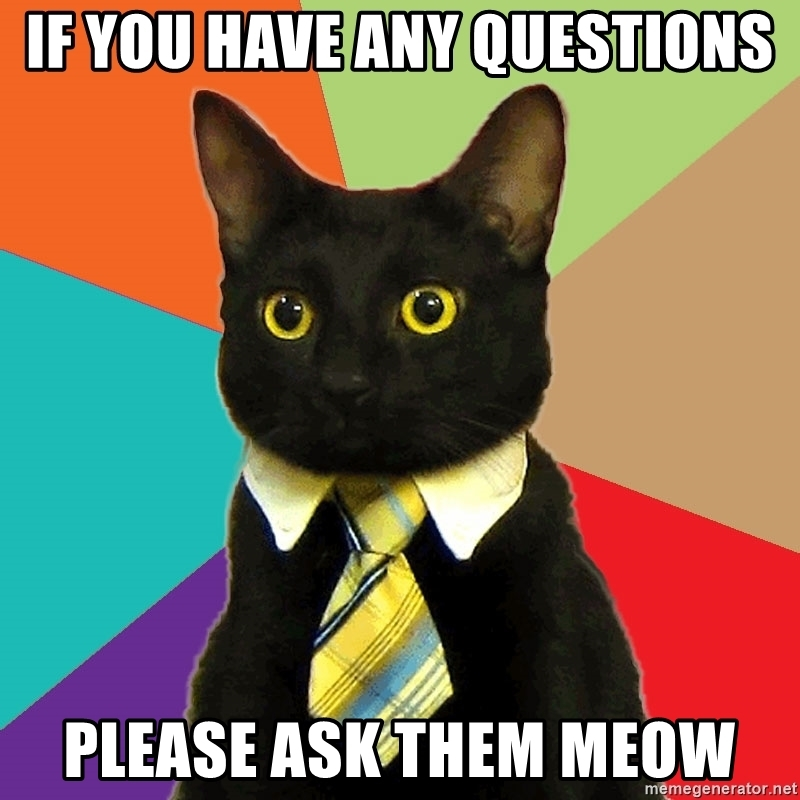 IF YOU HAVE ANY QUESTIONS
PLEASE ASK THEM MEOW
memegenerator.net